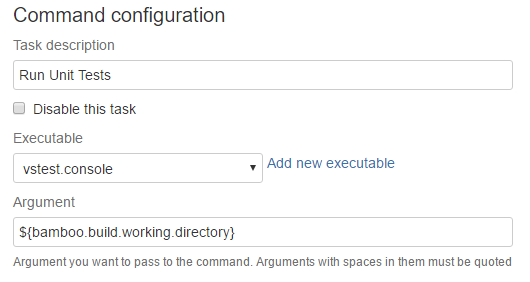 Command configuration
Task description
Run Unit Tests
Disable this task
Executable
vstest.console
Add new executable
Argument
${bamboo.build.working.directory}
Argument you want to pass to the command. Arguments with spaces in them must be quoted